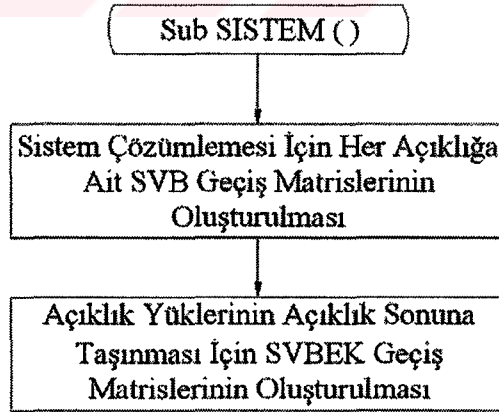 Sub SISTEM ( )
Sistem Çözümlemesi İçin Her Açıklığa
Ait SVB Geçiş Matrislerinin
Oluşturulması
Açıklık Yüklerinin Açıklık Sonuna
Taşınması İçin SVBEK Geçiş
Matrislerinin Oluşturulması